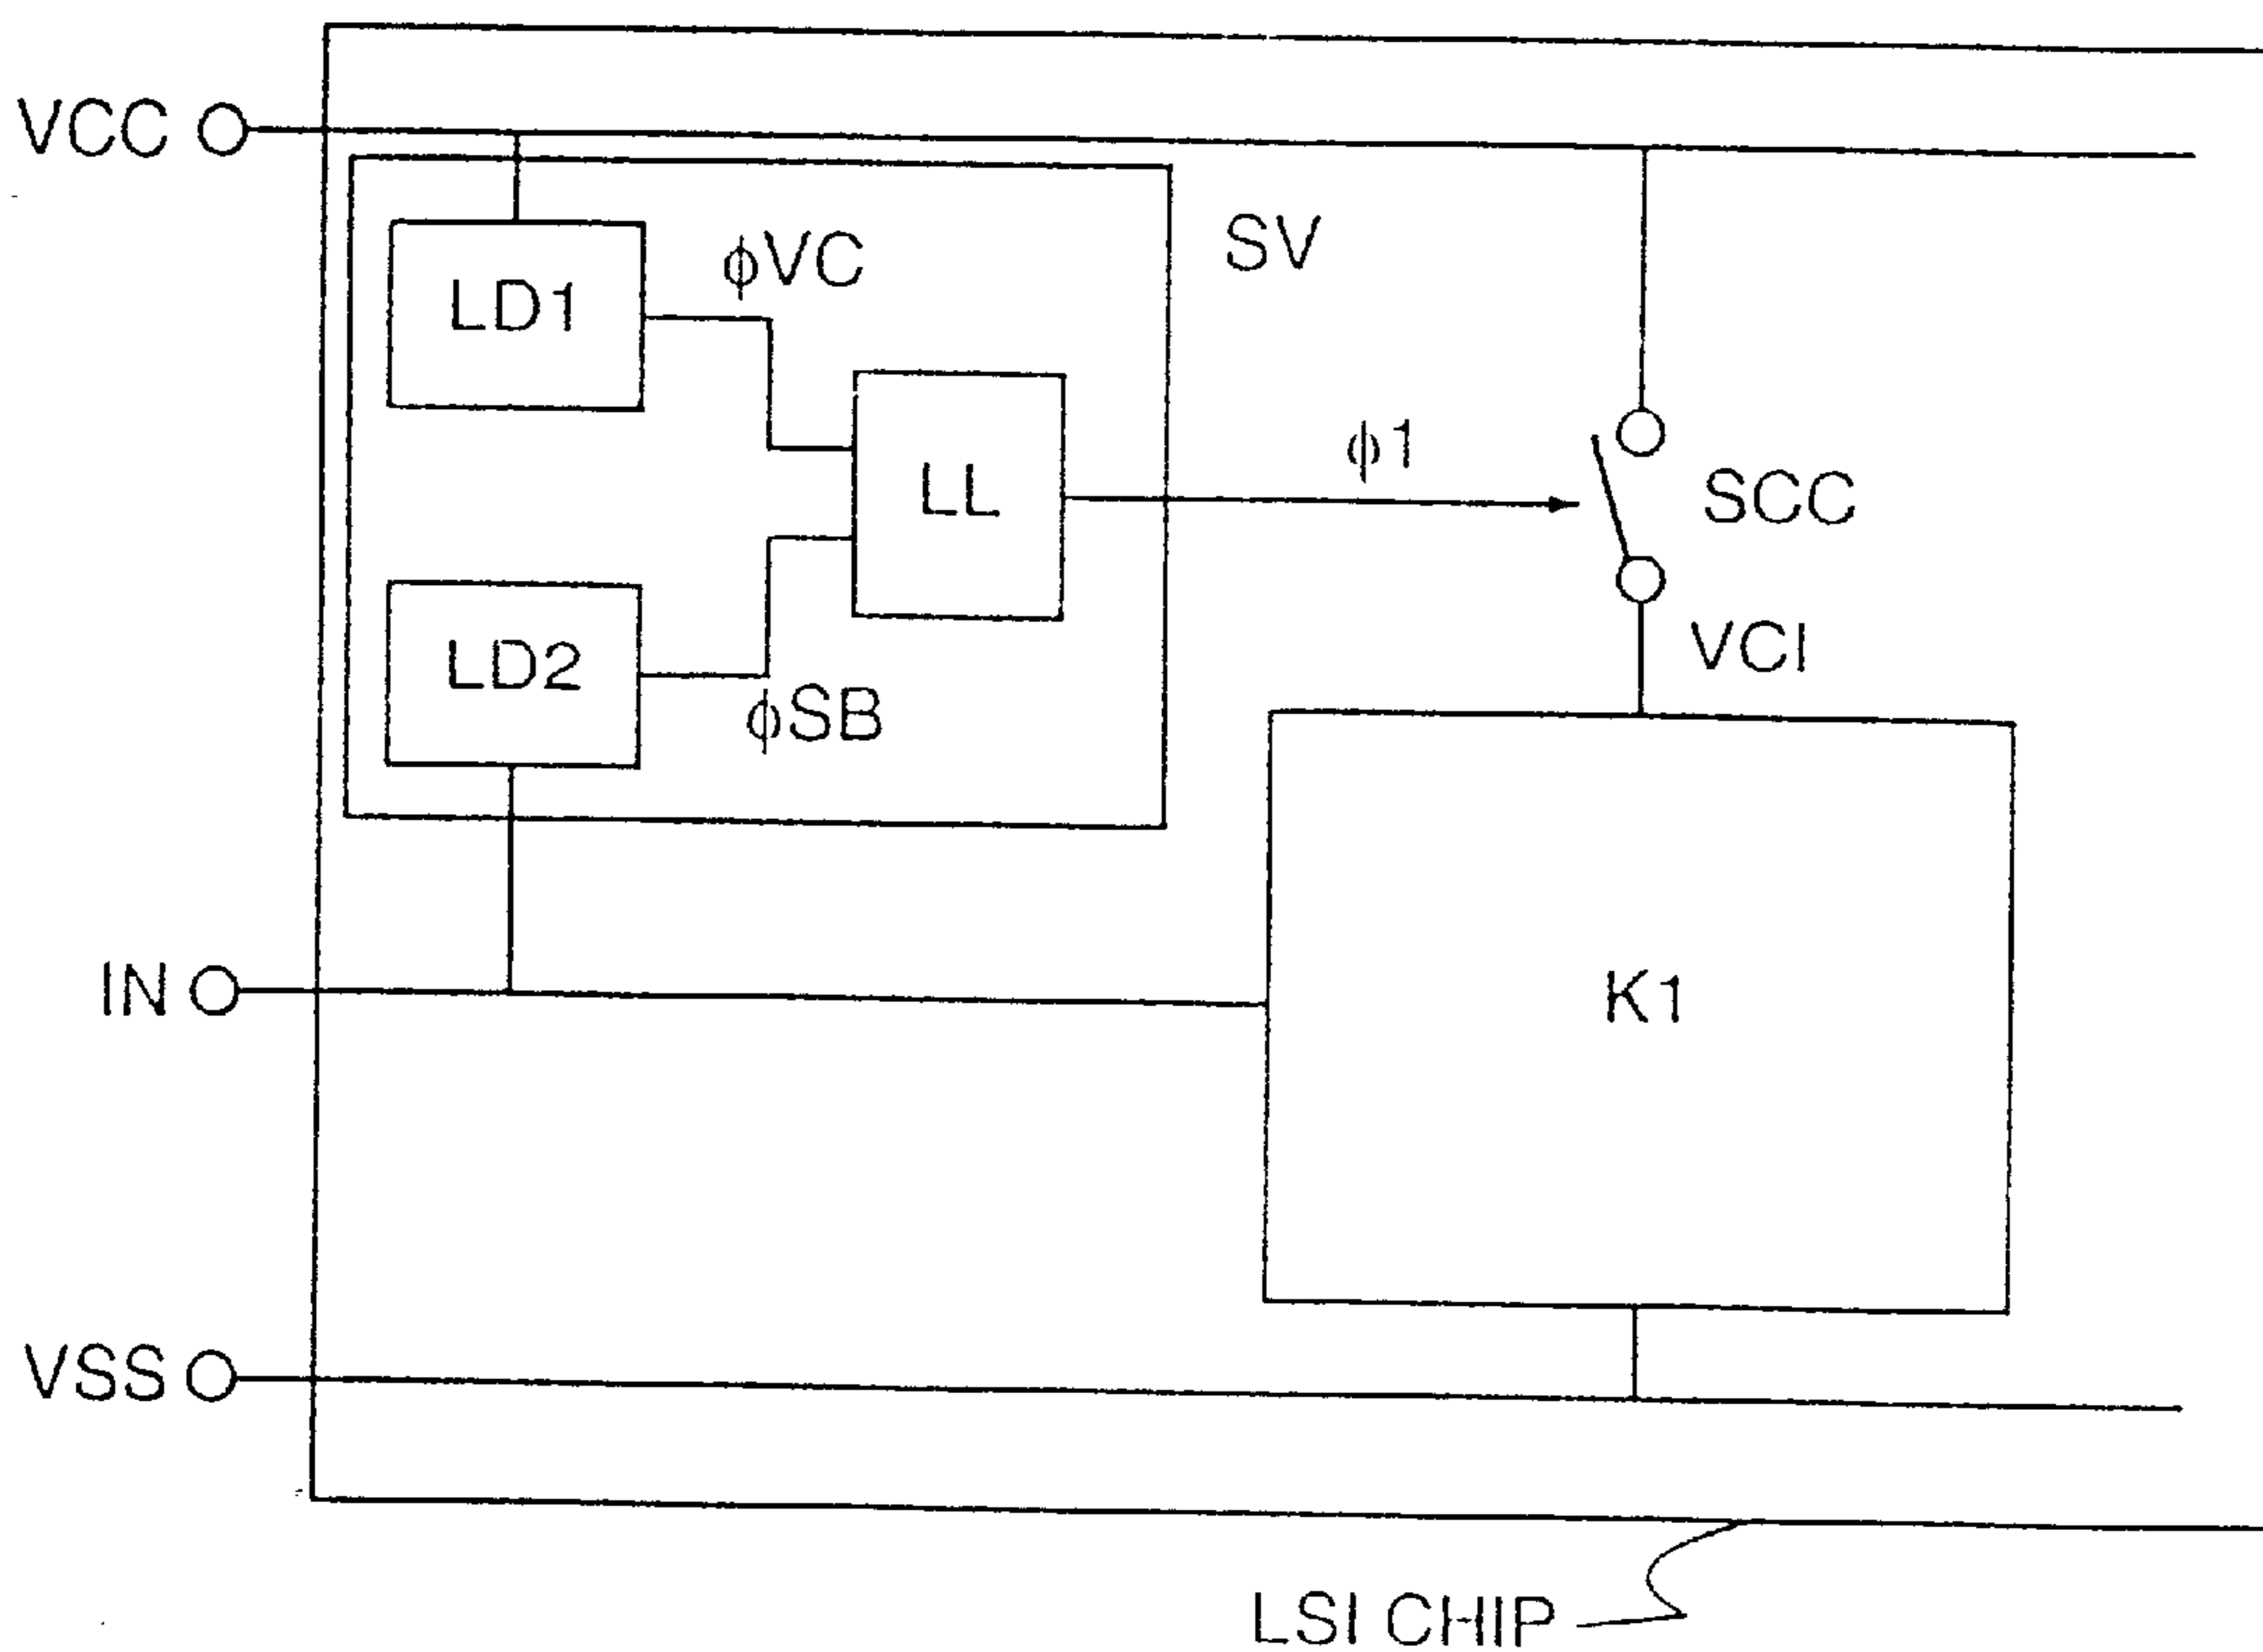 VCC
SV
ϕVC
LD1
ϕ1
LL
SCC
LD2
VCI
ϕSB
IN
K1
VSS
LSI CHIP